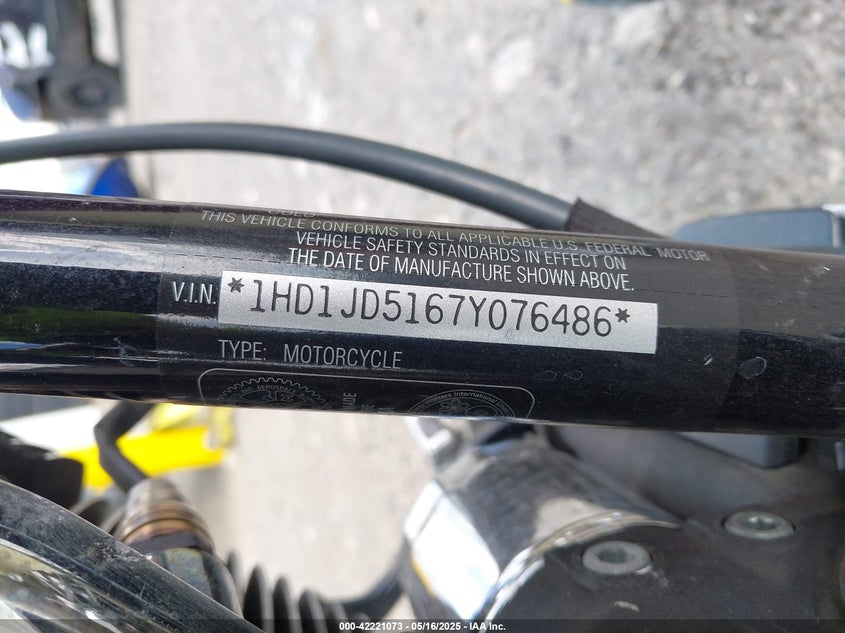 THIS VEHICLE CONFORMS TO ALL APPLICABLE U.S. FEDERAL MOTOR
VEHICLE SAFETY STANDARDS IN EFFECT ON
THE DATE OF MANUFACTURE SHOWN ABOVE.
V.I.N. *1HD1JD5167Y076486*
TYPE: MOTORCYCLE
000-42221073 - 05/16/2025 - IAA Inc.